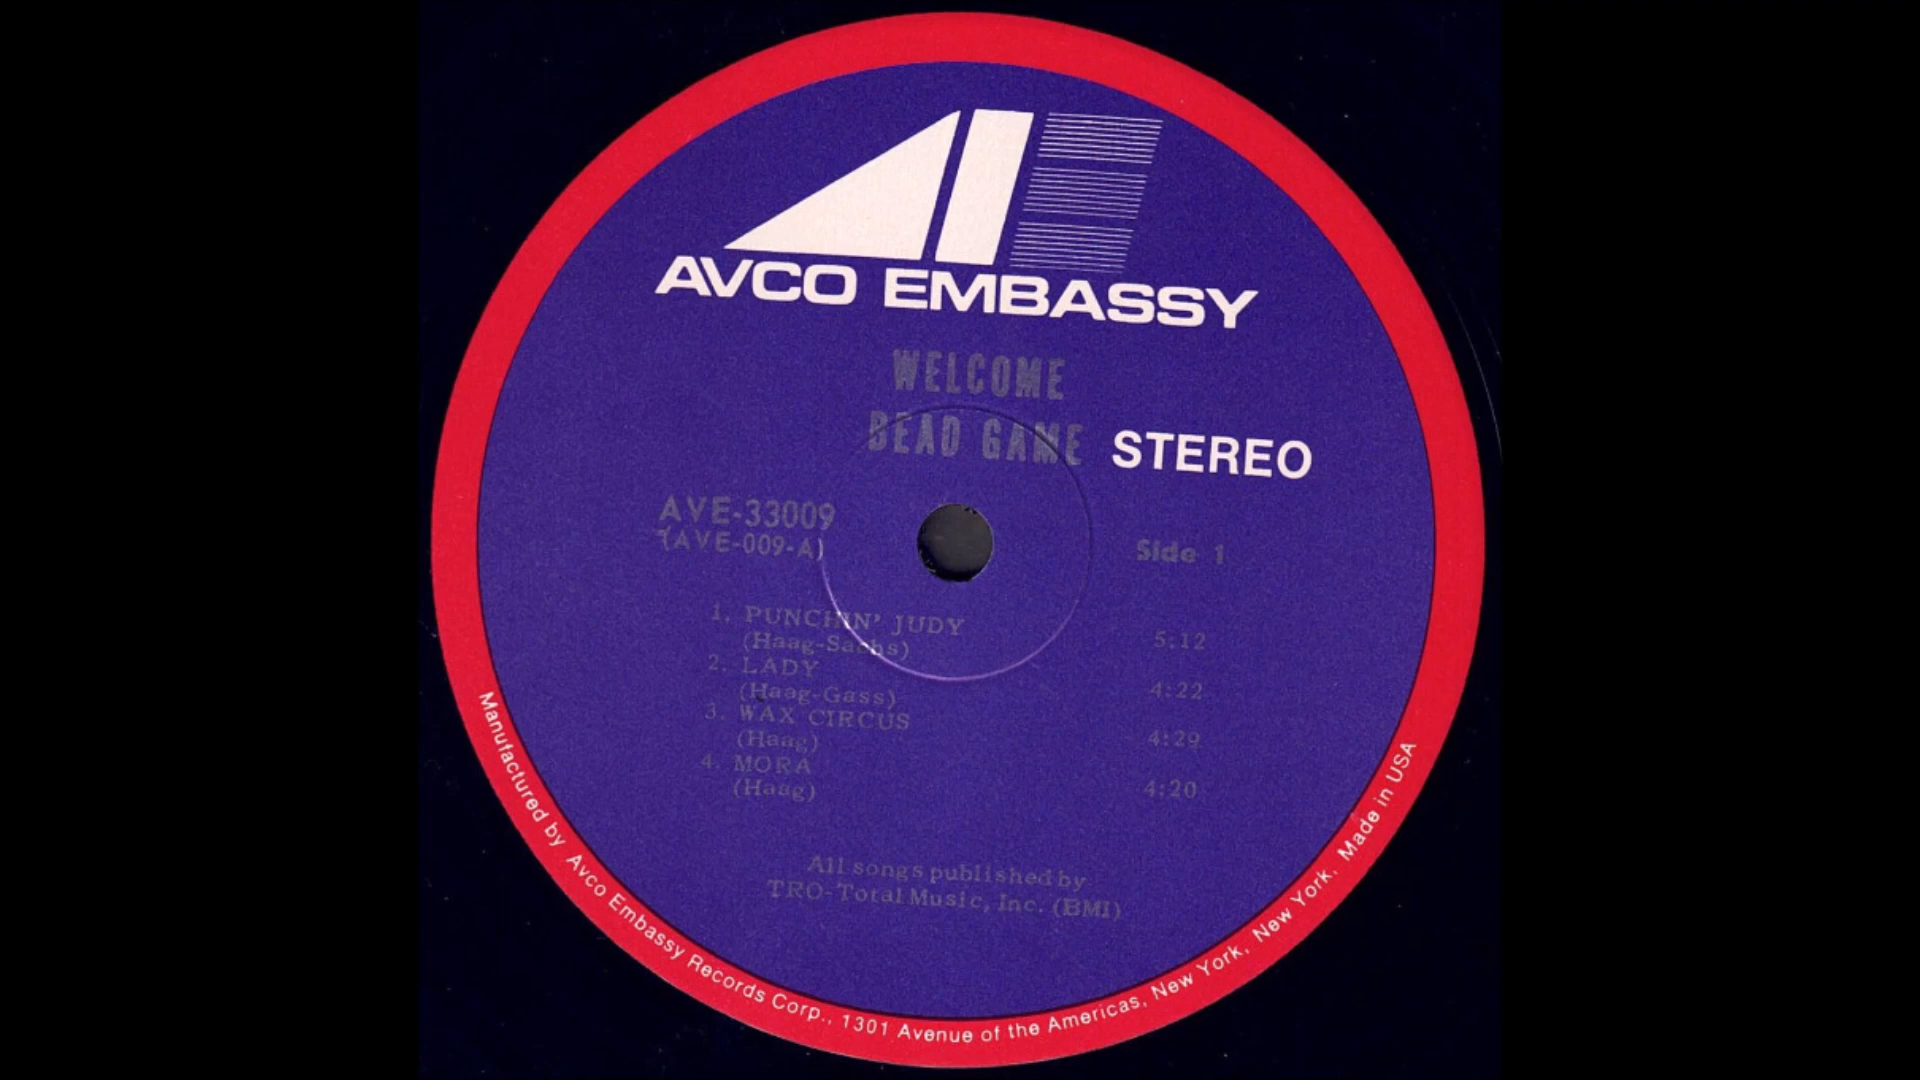 AVCO EMBASSY
WELCOME
BEAD GAME
STEREO
AVE-33009
(AVE-009-A)
Side 1
1. PUNCHIN' JUDY
(Haag-Sachs) 5:12
2. LADY
(Haag-Gass) 4:22
3. WAX CIRCUS
(Haag) 4:29
4. MORA
(Haag) 4:20
All songs published by
TRO-Total Music, Inc. (BMI)
Manufactured by Avco Embassy Records Corp., 1301 Avenue of the Americas, New York, New York, Made in USA